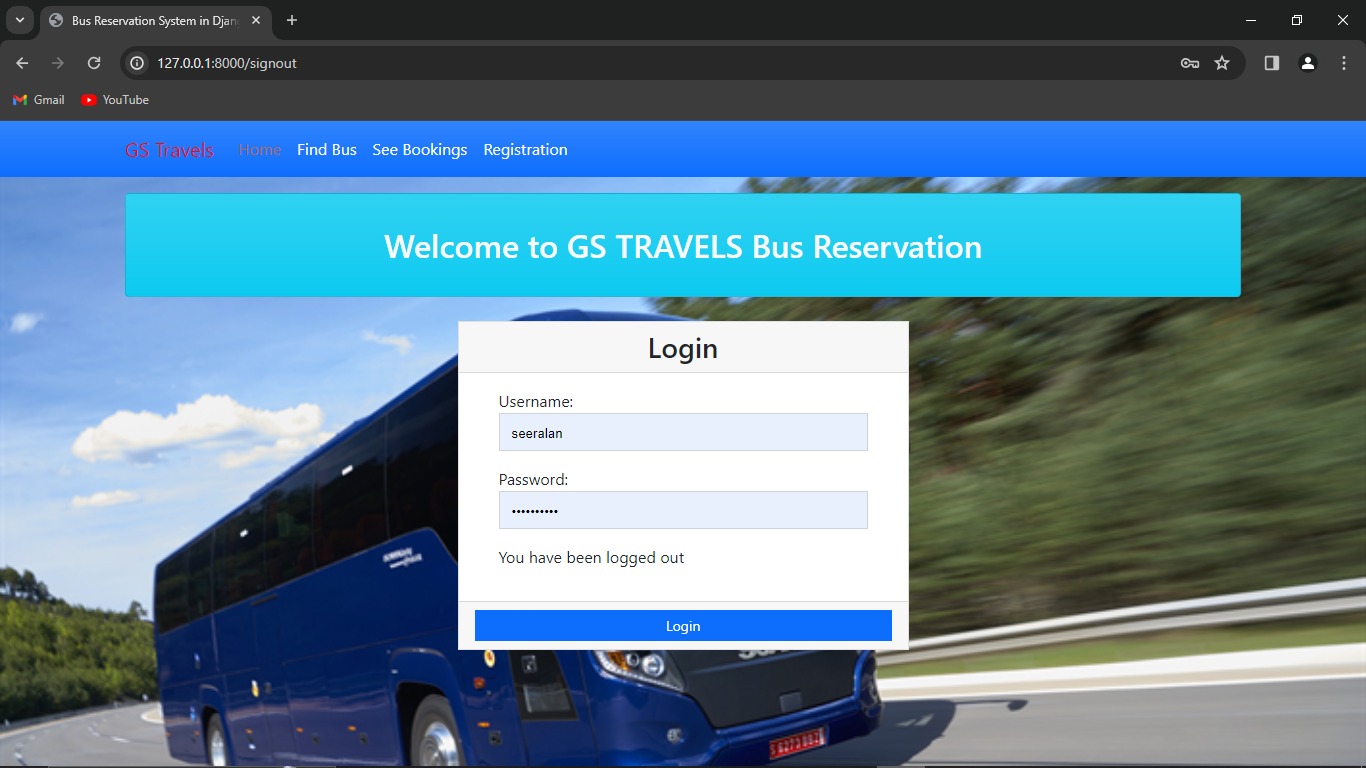 Bus Reservation System in Djan
127.0.0.1:8000/signout
Gmail YouTube
GS Travels Home Find Bus See Bookings Registration
Welcome to GS TRAVELS Bus Reservation
Login
Username:
seeralan
Password:
••••••••••
You have been logged out
Login